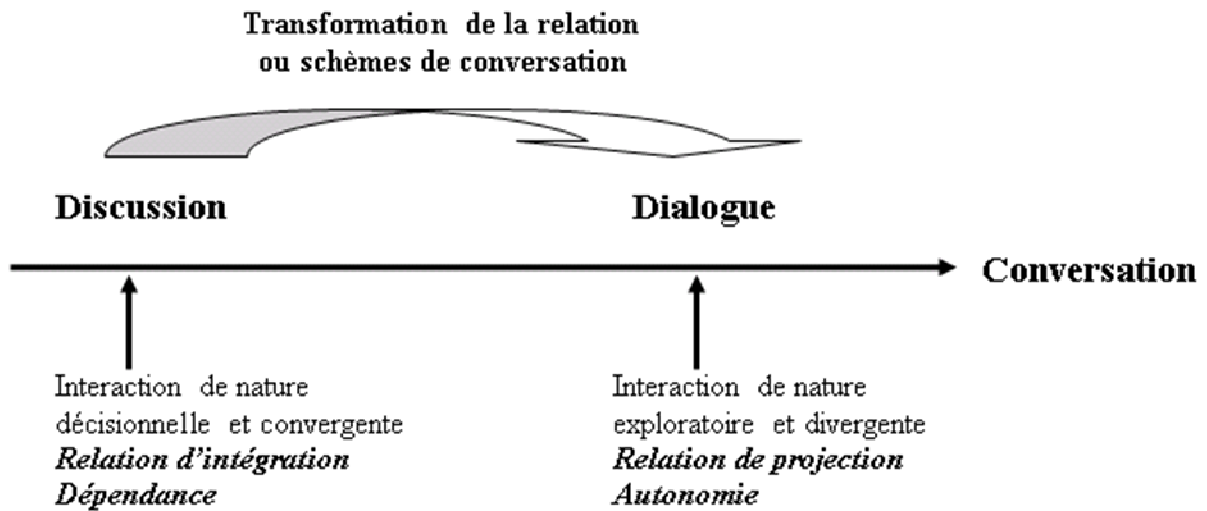 Transformation de la relation
ou schèmes de conversation
Discussion
Dialogue
Conversation
Interaction de nature
décisionnelle et convergente
Relation d'intégration
Dépendance
Interaction de nature
exploratoire et divergente
Relation de projection
Autonomie